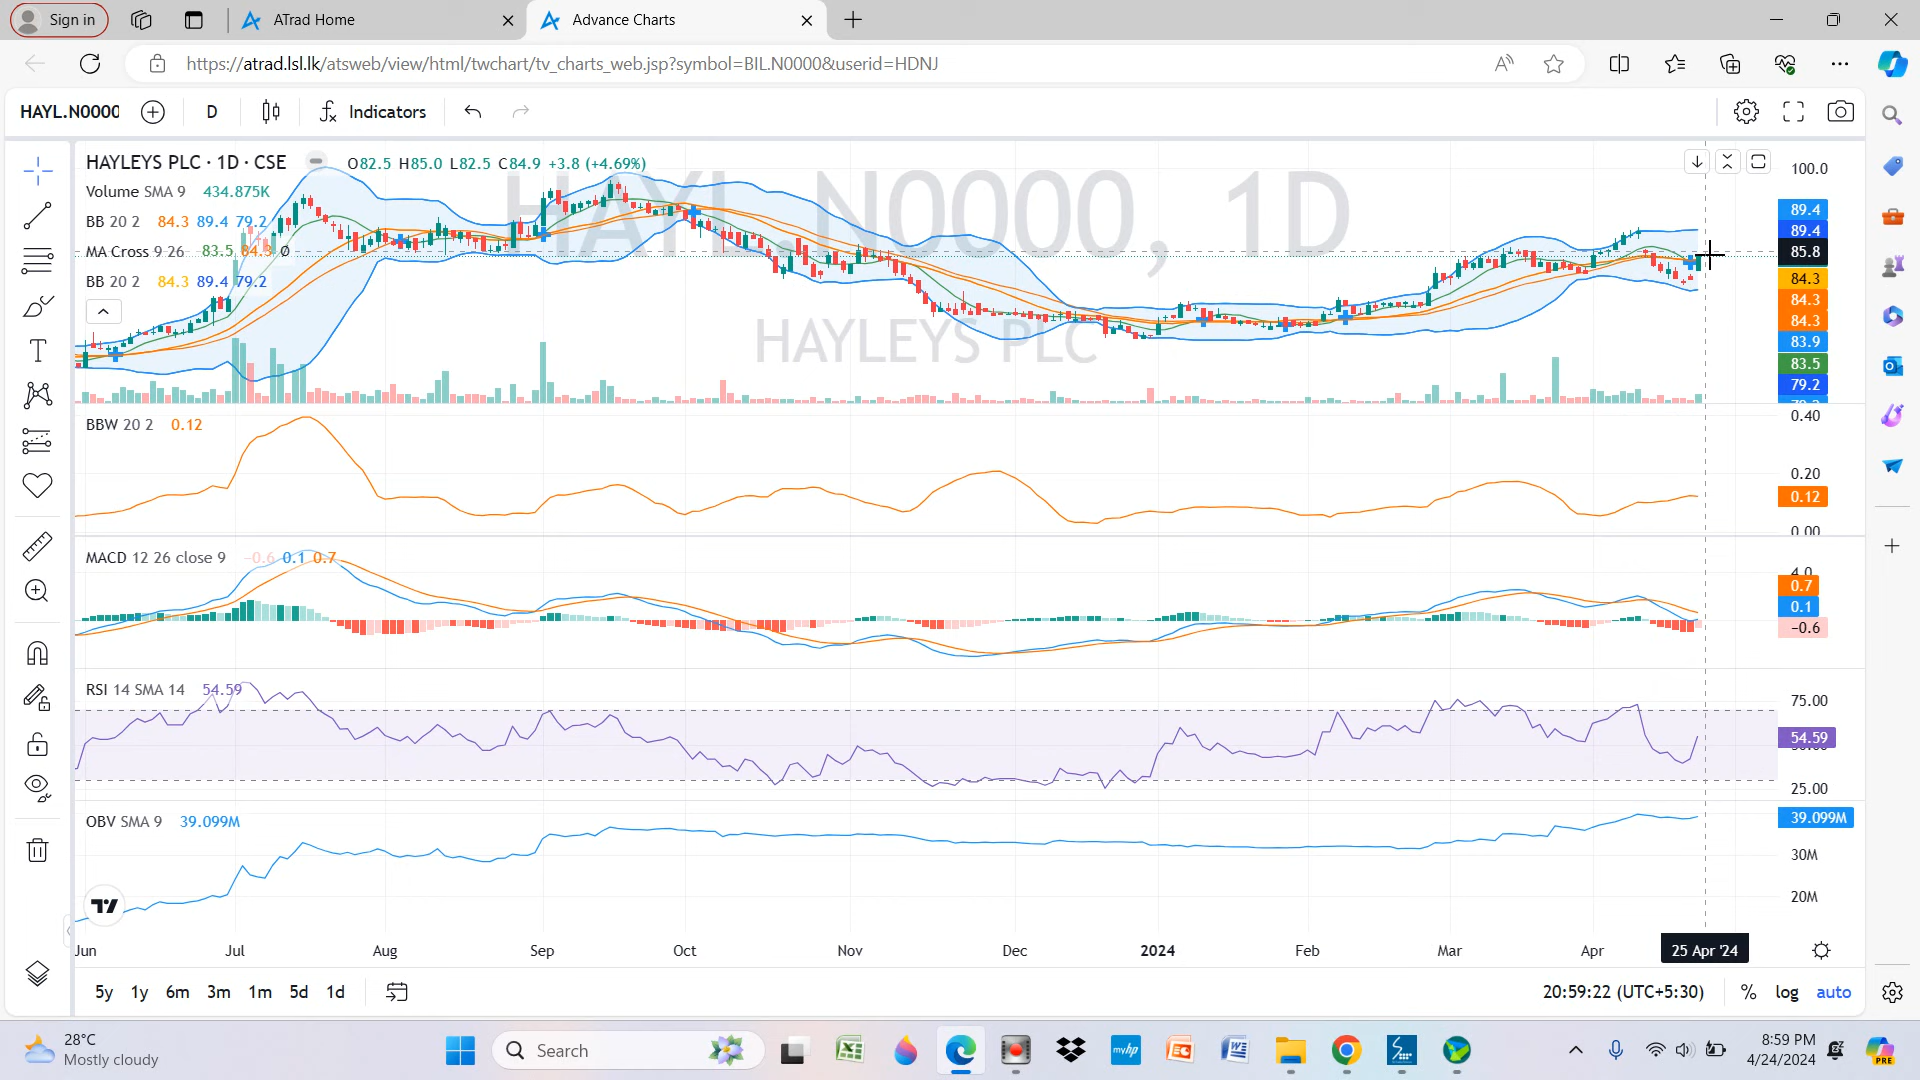 Sign in
ATrad Home
Advance Charts
https://atrad.lsl.lk/atsweb/view/html/twchart/tv_charts_web.jsp?symbol=BIL.N0000&userid=HDNJ
HAYL.N0000 D Indicators
HAYL.N0000, 1D
HAYLEYS PLC
HAYLEYS PLC · 1D · CSE O82.5 H85.0 L82.5 C84.9 +3.8 (+4.69%)
Volume SMA 9 434.875K
BB 20 2 84.3 89.4 79.2
MA Cross 9 26 83.5 84.3 Ø
BB 20 2 84.3 89.4 79.2
100.0
89.4
89.4
85.8
84.3
84.3
84.3
83.9
83.5
79.2
BBW 20 2 0.12
0.40
0.20
0.12
0.00
MACD 12 26 close 9 −0.6 0.1 0.7
4.0
0.7
0.1
−0.6
RSI 14 SMA 14 54.59
75.00
54.59
25.00
OBV SMA 9 39.099M
39.099M
30M
20M
Jun Jul Aug Sep Oct Nov Dec 2024 Feb Mar Apr 25 Apr '24
5y 1y 6m 3m 1m 5d 1d
20:59:22 (UTC+5:30) % log auto
28°C
Mostly cloudy
Search
myhp
8:59 PM
4/24/2024
PRE